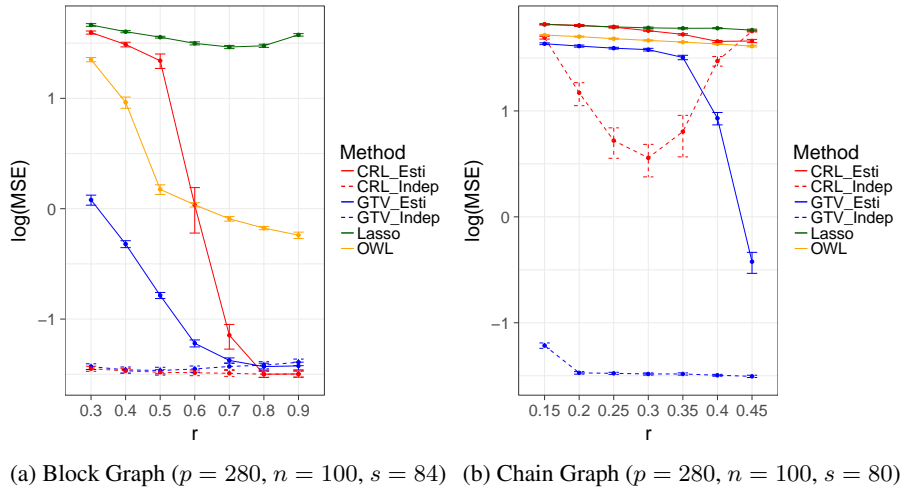 log(MSE)
1
0
−1
0.3 0.4 0.5 0.6 0.7 0.8 0.9
r
Method
CRL_Esti
CRL_Indep
GTV_Esti
GTV_Indep
Lasso
OWL
(a) Block Graph (p = 280, n = 100, s = 84)
log(MSE)
1
0
−1
0.15 0.2 0.25 0.3 0.35 0.4 0.45
r
Method
CRL_Esti
CRL_Indep
GTV_Esti
GTV_Indep
Lasso
OWL
(b) Chain Graph (p = 280, n = 100, s = 80)